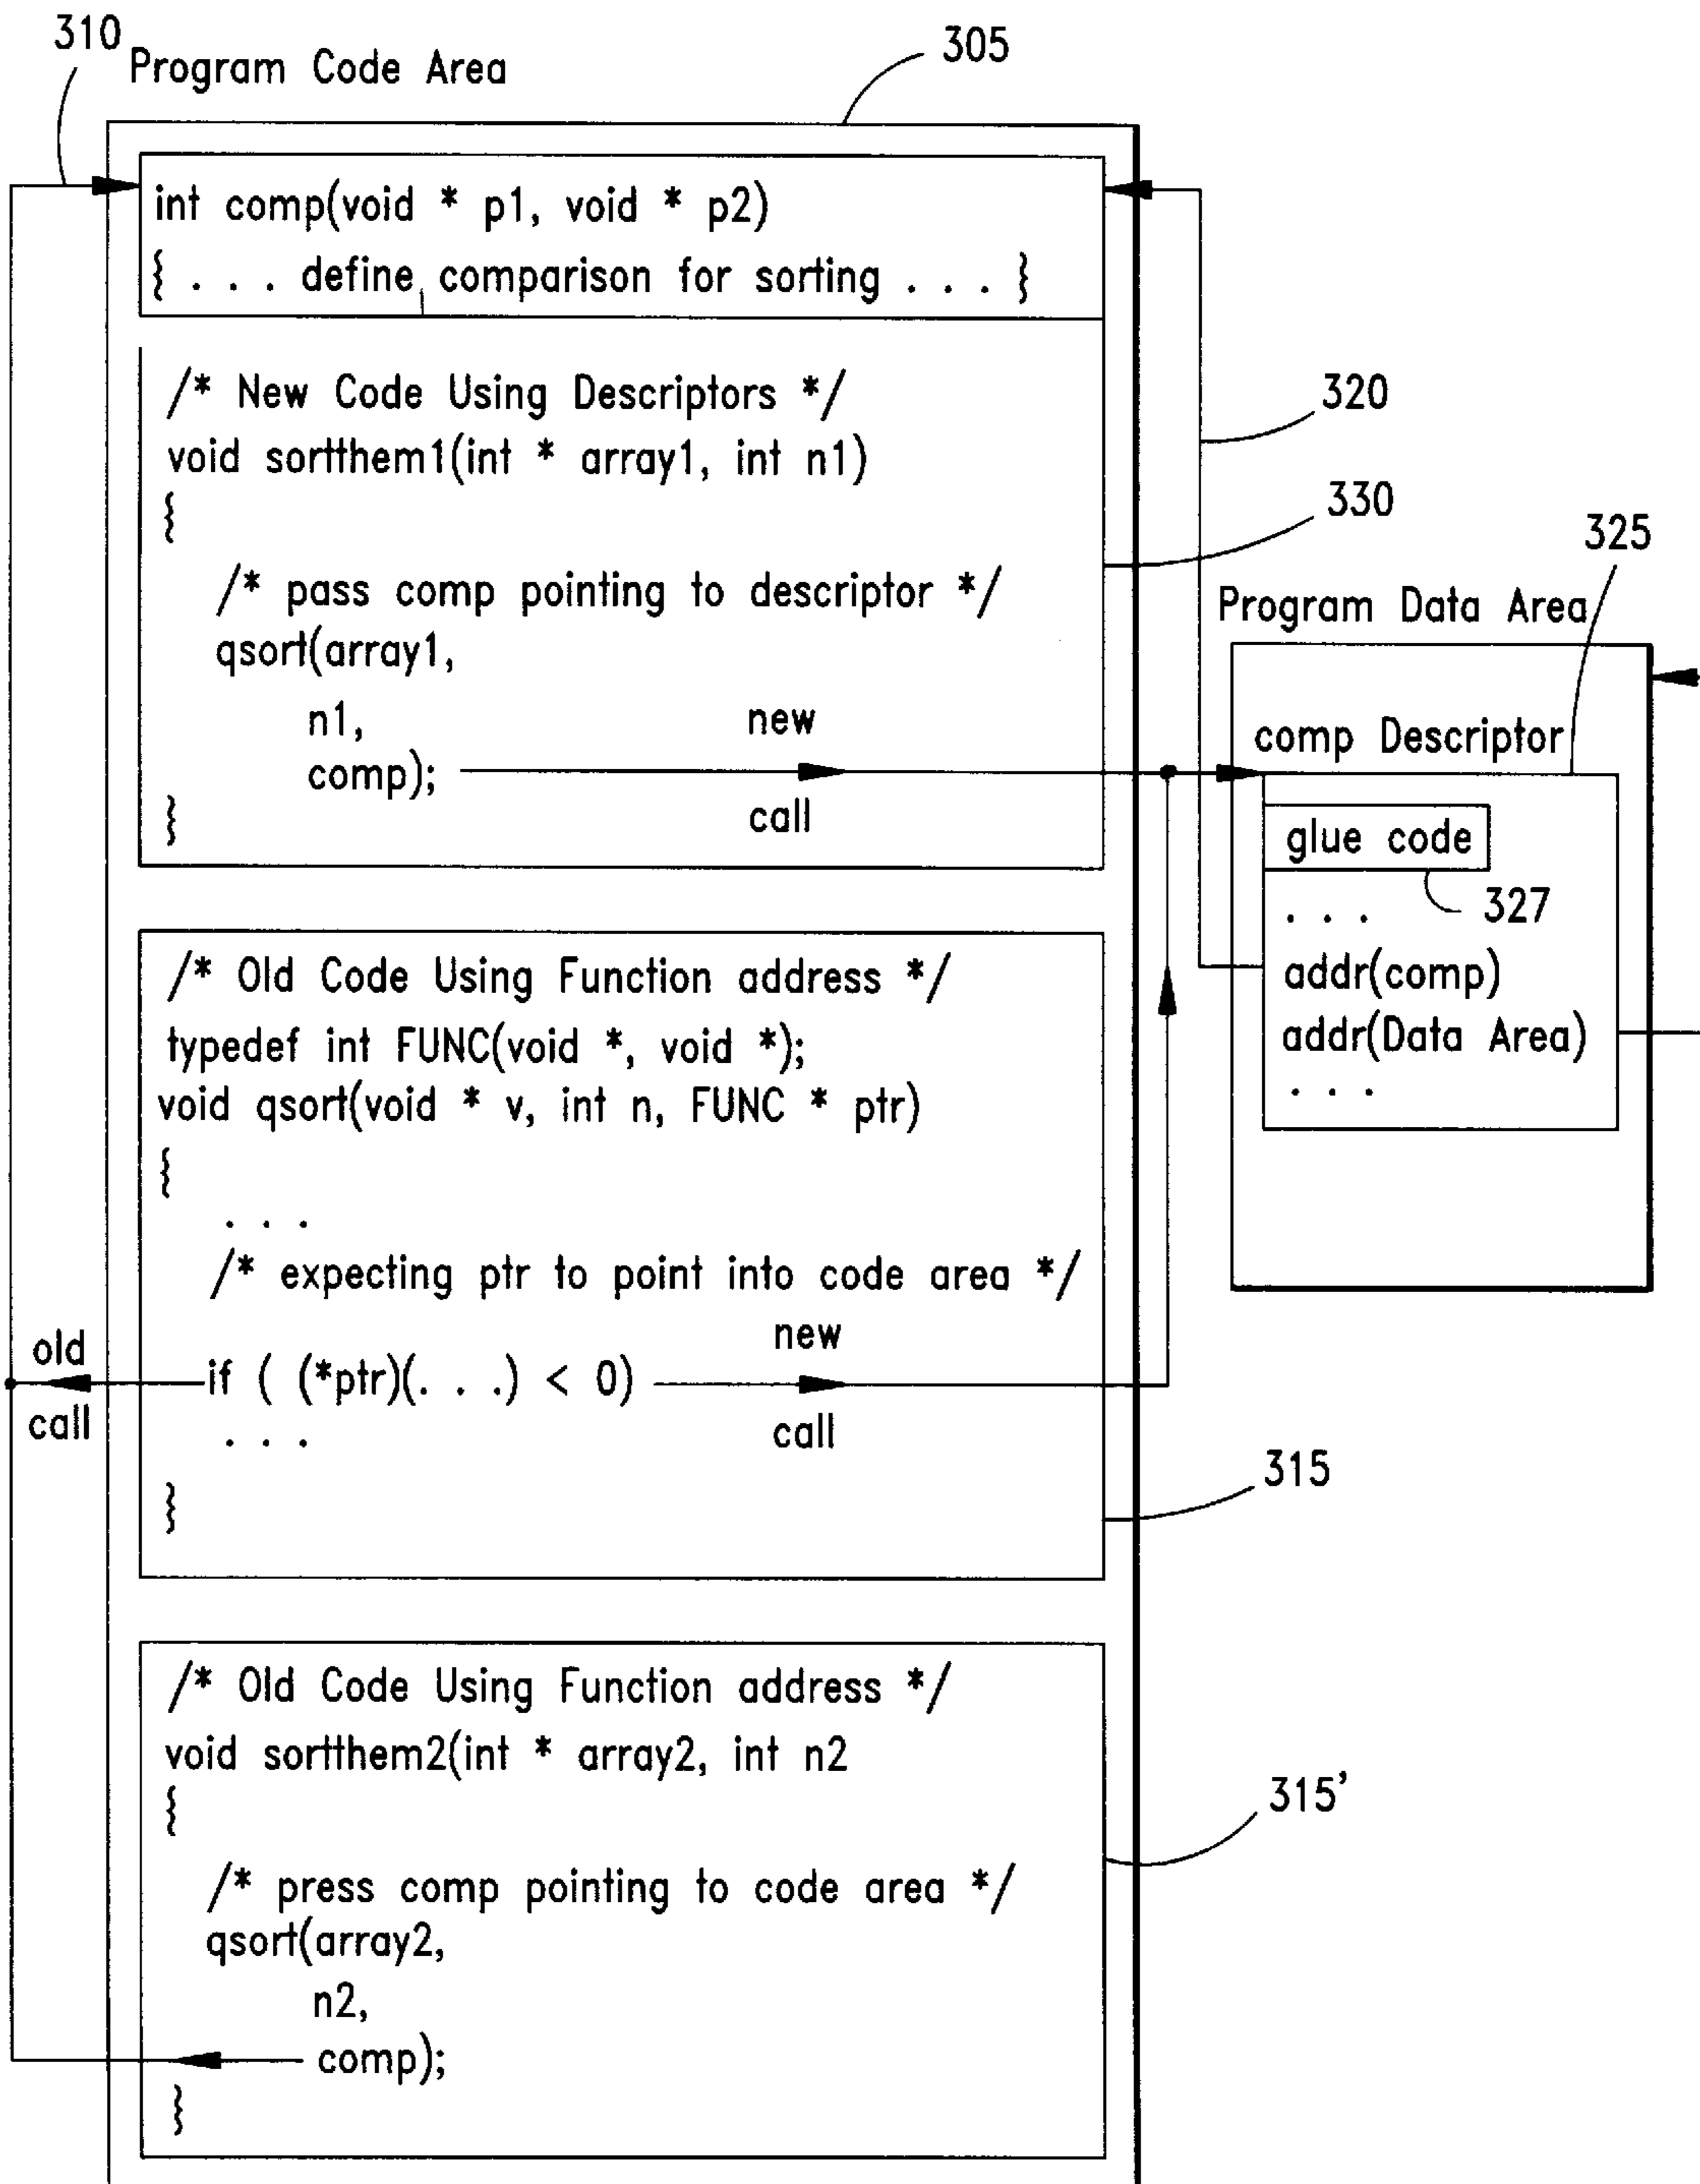 310
Program Code Area
305
int comp(void * p1, void * p2)
{ . . . define comparison for sorting . . . }
/* New Code Using Descriptors */
void sortthem1(int * array1, int n1)
{
/* pass comp pointing to descriptor */
qsort(array1,
n1,
comp);
new
call
}
320
330
325
Program Data Area
comp Descriptor
glue code
327
. . .
addr(comp)
addr(Data Area)
. . .
/* Old Code Using Function address */
typedef int FUNC(void *, void *);
void qsort(void * v, int n, FUNC * ptr)
{
. . .
/* expecting ptr to point into code area */
old
call
if ( (*ptr)(. . .) < 0)
new
call
. . .
}
315
/* Old Code Using Function address */
void sortthem2(int * array2, int n2
{
/* press comp pointing to code area */
qsort(array2,
n2,
comp);
}
315'